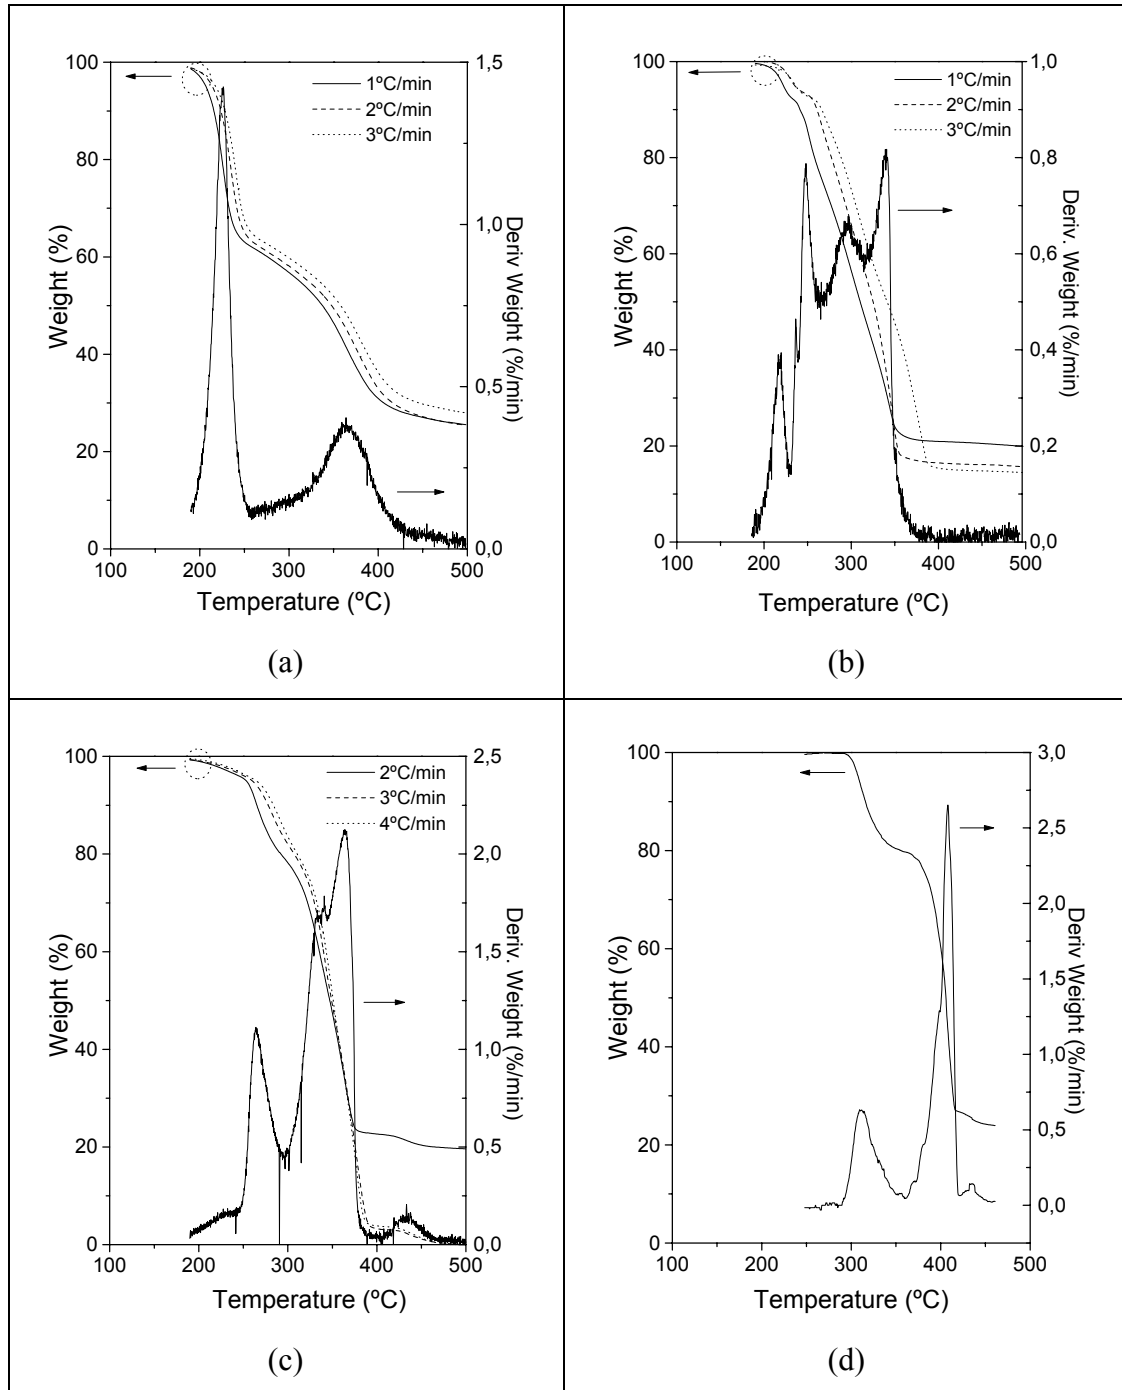 100
80
60
40
20
0
Weight (%)
1ºC/min
2ºC/min
3ºC/min
1,5
1,0
0,5
0,0
Deriv Weight (%/min)
100 200 300 400 500
Temperature (ºC)
(a)
100
80
60
40
20
0
Weight (%)
1ºC/min
2ºC/min
3ºC/min
1,0
0,8
0,6
0,4
0,2
0,0
Deriv. Weight (%/min)
100 200 300 400 500
Temperature (ºC)
(b)
100
80
60
40
20
0
Weight (%)
2ºC/min
3ºC/min
4ºC/min
2,5
2,0
1,5
1,0
0,5
0,0
Deriv. Weight (%/min)
100 200 300 400 500
Temperature (ºC)
(c)
100
80
60
40
20
0
Weight (%)
3,0
2,5
2,0
1,5
1,0
0,5
0,0
Deriv Weight (%/min)
100 200 300 400 500
Temperature (ºC)
(d)